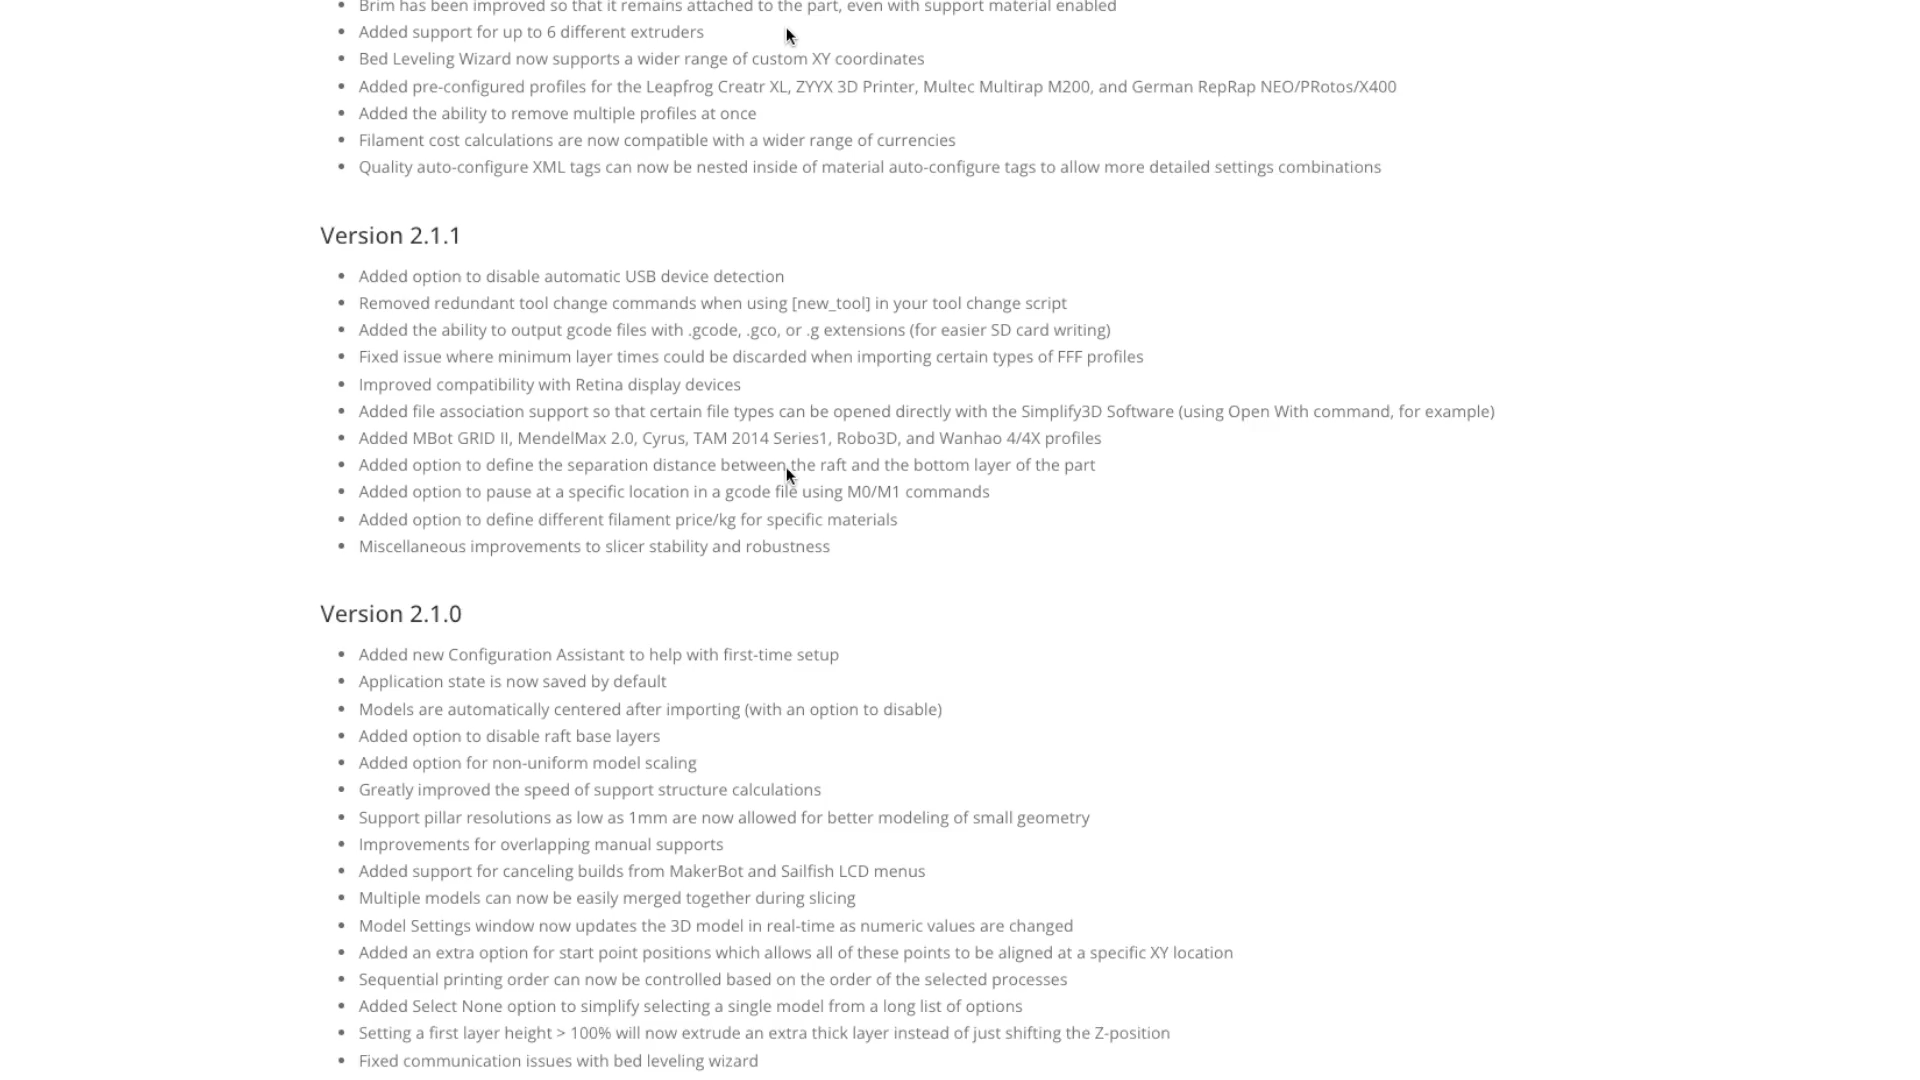 Brim has been improved so that it remains attached to the part, even with support material enabled
Added support for up to 6 different extruders
Bed Leveling Wizard now supports a wider range of custom XY coordinates
Added pre-configured profiles for the Leapfrog Creatr XL, ZYYX 3D Printer, Multec Multirap M200, and German RepRap NEO/PRotos/X400
Added the ability to remove multiple profiles at once
Filament cost calculations are now compatible with a wider range of currencies
Quality auto-configure XML tags can now be nested inside of material auto-configure tags to allow more detailed settings combinations
Version 2.1.1
Added option to disable automatic USB device detection
Removed redundant tool change commands when using [new_tool] in your tool change script
Added the ability to output gcode files with .gcode, .gco, or .g extensions (for easier SD card writing)
Fixed issue where minimum layer times could be discarded when importing certain types of FFF profiles
Improved compatibility with Retina display devices
Added file association support so that certain file types can be opened directly with the Simplify3D Software (using Open With command, for example)
Added MBot GRID II, MendelMax 2.0, Cyrus, TAM 2014 Series1, Robo3D, and Wanhao 4/4X profiles
Added option to define the separation distance between the raft and the bottom layer of the part
Added option to pause at a specific location in a gcode file using M0/M1 commands
Added option to define different filament price/kg for specific materials
Miscellaneous improvements to slicer stability and robustness
Version 2.1.0
Added new Configuration Assistant to help with first-time setup
Application state is now saved by default
Models are automatically centered after importing (with an option to disable)
Added option to disable raft base layers
Added option for non-uniform model scaling
Greatly improved the speed of support structure calculations
Support pillar resolutions as low as 1mm are now allowed for better modeling of small geometry
Improvements for overlapping manual supports
Added support for canceling builds from MakerBot and Sailfish LCD menus
Multiple models can now be easily merged together during slicing
Model Settings window now updates the 3D model in real-time as numeric values are changed
Added an extra option for start point positions which allows all of these points to be aligned at a specific XY location
Sequential printing order can now be controlled based on the order of the selected processes
Added Select None option to simplify selecting a single model from a long list of options
Setting a first layer height > 100% will now extrude an extra thick layer instead of just shifting the Z-position
Fixed communication issues with bed leveling wizard